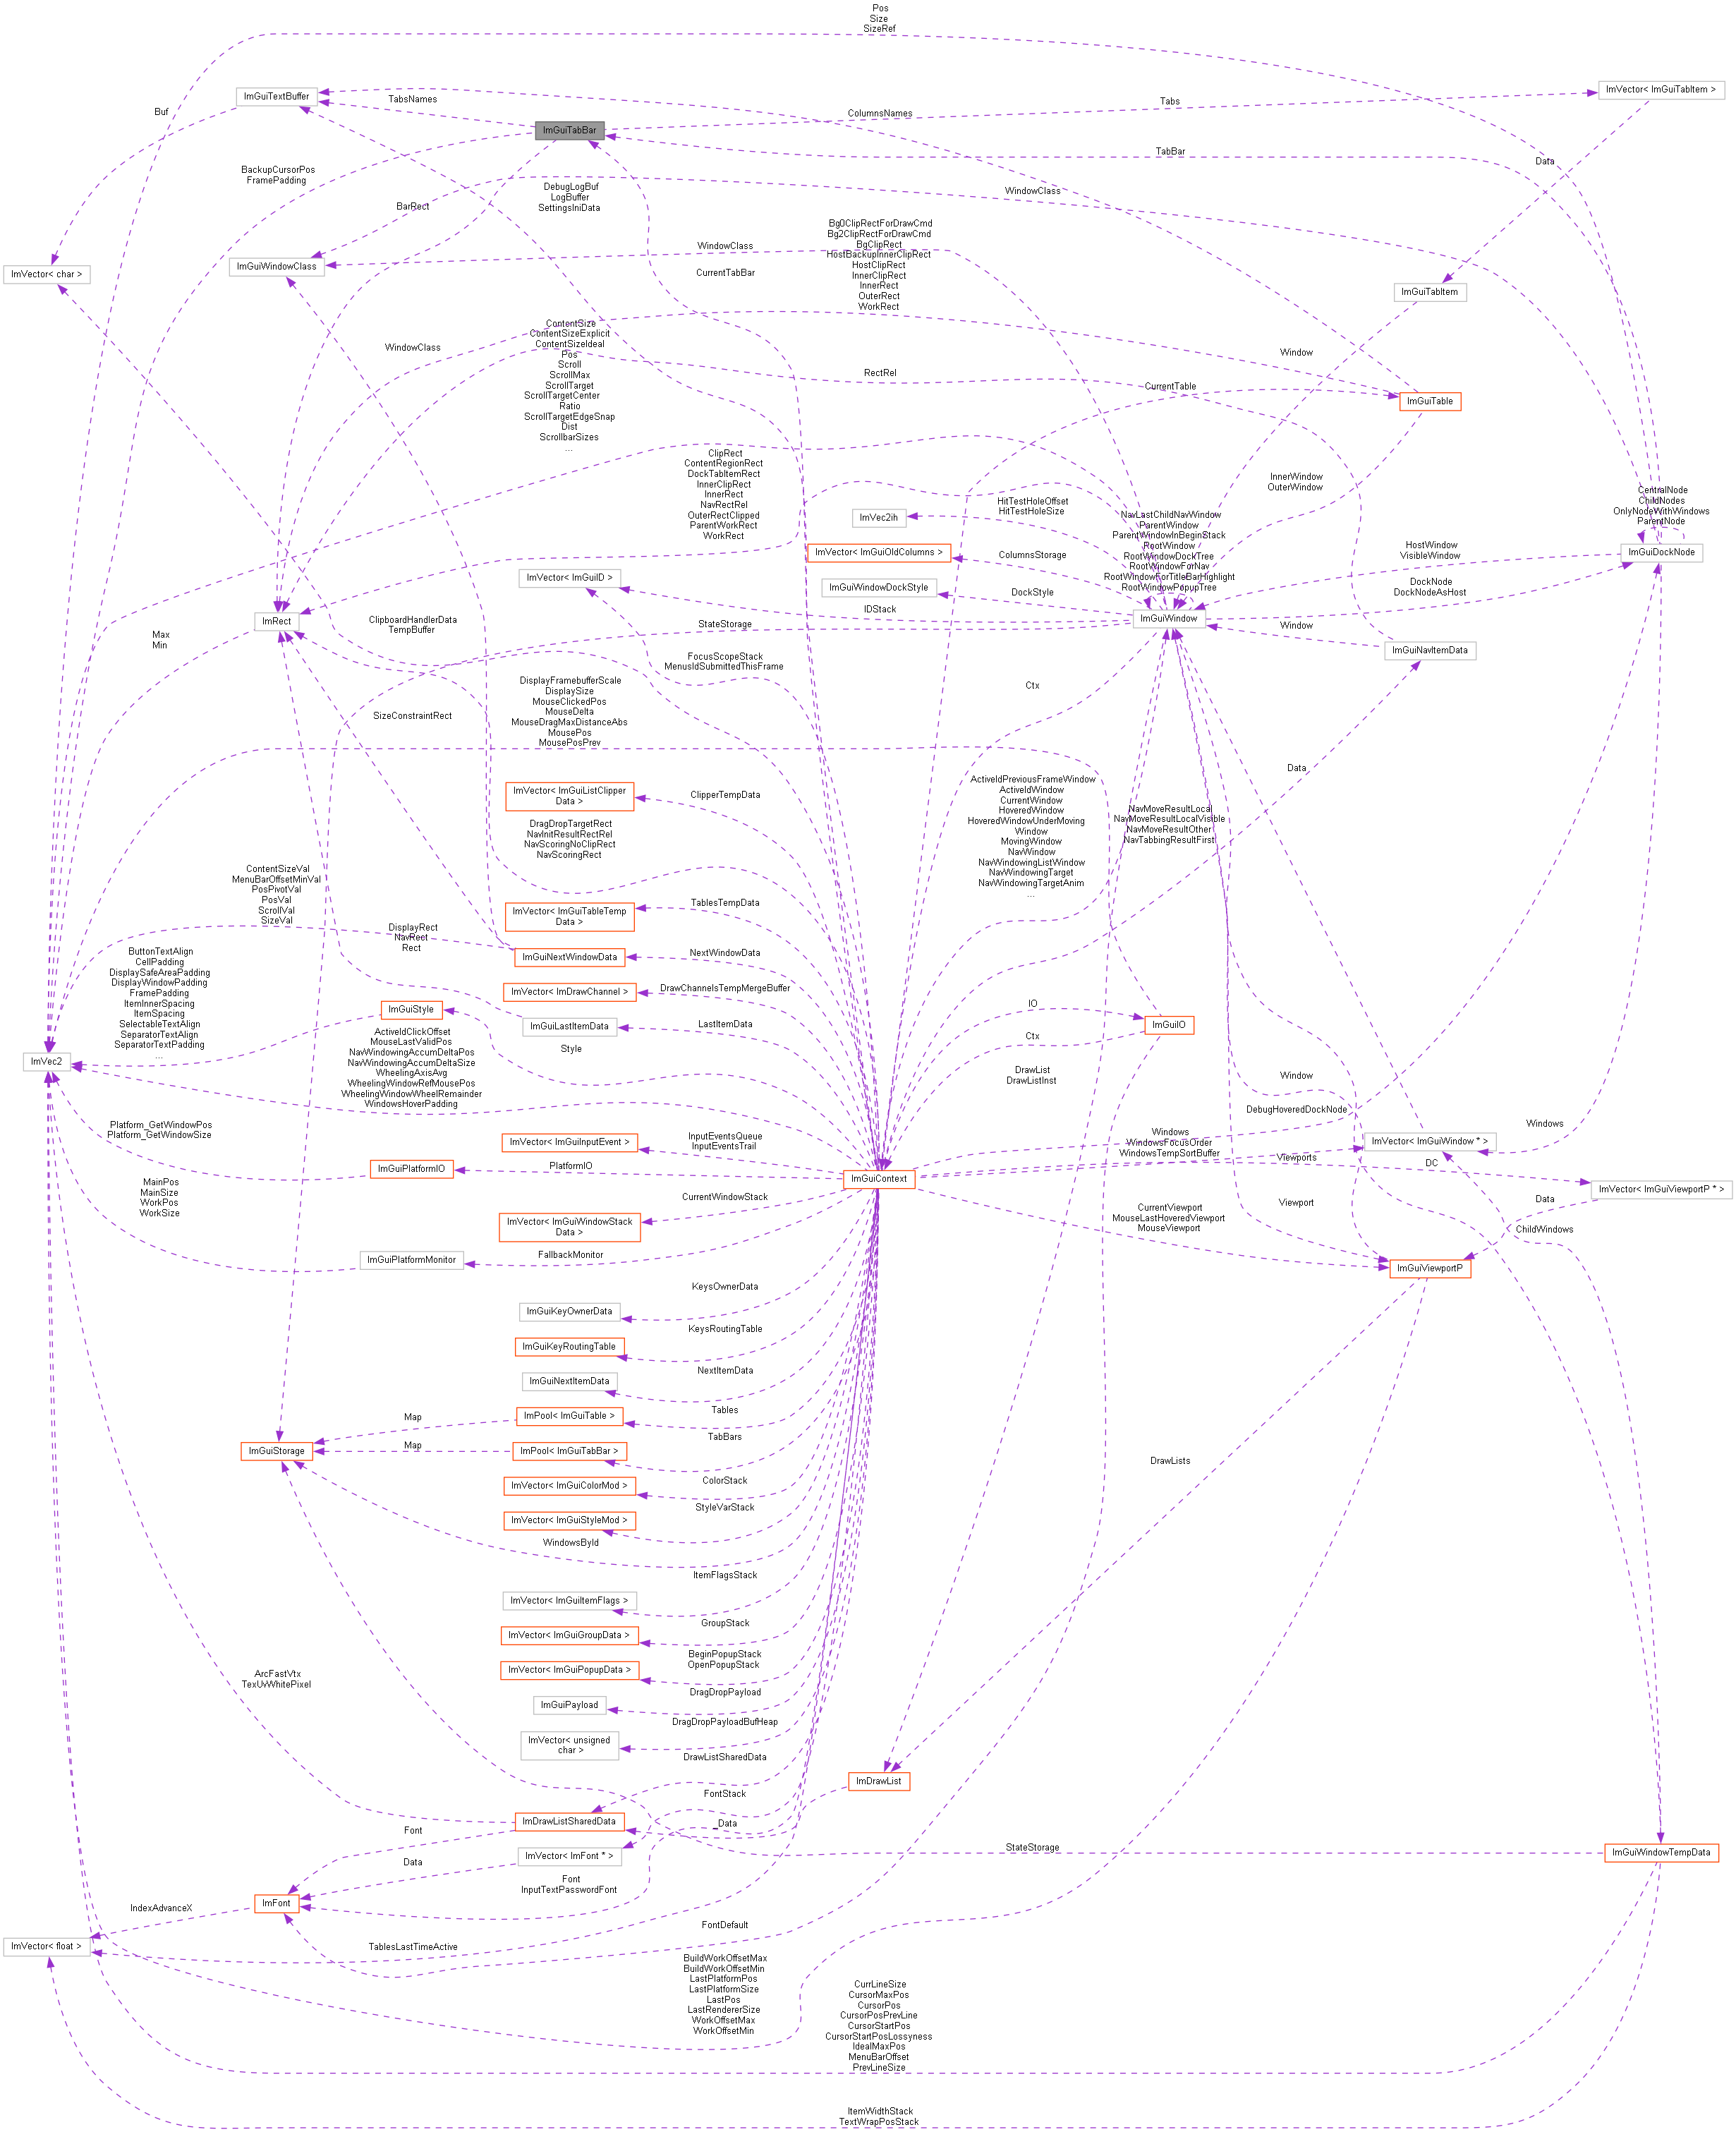 Pos
Size
SizeRef
ImGuiTextBuffer
TabsNames
Buf
ColumnsNames
Tabs
ImVector< ImGuiTabItem >
ImGuiTabBar
TabBar
Data
BackupCursorPos
FramePadding
BarRect
DebugLogBuf
LogBuffer
SettingsIniData
WindowClass
ImVector< char >
ImGuiWindowClass
WindowClass
CurrentTabBar
Bg0ClipRectForDrawCmd
Bg2ClipRectForDrawCmd
BgClipRect
HostBackupInnerClipRect
HostClipRect
InnerClipRect
InnerRect
OuterRect
WorkRect
ImGuiTabItem
WindowClass
ContentSize
ContentSizeExplicit
ContentSizeIdeal
Pos
Scroll
ScrollMax
ScrollTarget
ScrollTargetCenter
Ratio
ScrollTargetEdgeSnap
Dist
ScrollbarSizes
...
RectRel
Window
CurrentTable
ImGuiTable
ClipRect
ContentRegionRect
DockTabItemRect
InnerClipRect
InnerRect
NavRectRel
OuterRectClipped
ParentWorkRect
WorkRect
InnerWindow
OuterWindow
ImVec2ih
HitTestHoleOffset
HitTestHoleSize
NavLastChildNavWindow
ParentWindow
ParentWindowInBeginStack
RootWindow
RootWindowDockTree
RootWindowForNav
RootWindowForTitleBarHighlight
RootWindowPopupTree
CentralNode
ChildNodes
OnlyNodeWithWindows
ParentNode
ImVector< ImGuiOldColumns >
ColumnsStorage
HostWindow
VisibleWindow
ImGuiDockNode
ImVector< ImGuiID >
ImGuiWindowDockStyle
DockStyle
DockNode
DockNodeAsHost
IDStack
ImGuiWindow
ImRect
ClipboardHandlerData
TempBuffer
StateStorage
Window
Max
Min
FocusScopeStack
MenusIdSubmittedThisFrame
ImGuiNavItemData
Ctx
SizeConstraintRect
DisplayFramebufferScale
DisplaySize
MouseClickedPos
MouseDelta
MouseDragMaxDistanceAbs
MousePos
MousePosPrev
Data
ImVector< ImGuiListClipper
Data >
ClipperTempData
ActiveIdPreviousFrameWindow
ActiveIdWindow
CurrentWindow
HoveredWindow
HoveredWindowUnderMoving
Window
MovingWindow
NavWindow
NavWindowingListWindow
NavWindowingTarget
NavWindowingTargetAnim
...
NavMoveResultLocal
NavMoveResultLocalVisible
NavMoveResultOther
NavTabbingResultFirst
DragDropTargetRect
NavInitResultRectRel
NavScoringNoClipRect
NavScoringRect
ContentSizeVal
MenuBarOffsetMinVal
PosPivotVal
PosVal
ScrollVal
SizeVal
ImVector< ImGuiTableTemp
Data >
TablesTempData
DisplayRect
NavRect
Rect
ImGuiNextWindowData
NextWindowData
ButtonTextAlign
CellPadding
DisplaySafeAreaPadding
DisplayWindowPadding
FramePadding
ItemInnerSpacing
ItemSpacing
SelectableTextAlign
SeparatorTextAlign
SeparatorTextPadding
...
ImVector< ImDrawChannel >
DrawChannelsTempMergeBuffer
ImGuiStyle
IO
ImGuiIO
ImGuiLastItemData
LastItemData
Ctx
ActiveIdClickOffset
MouseLastValidPos
NavWindowingAccumDeltaPos
NavWindowingAccumDeltaSize
WheelingAxisAvg
WheelingWindowRefMousePos
WheelingWindowWheelRemainder
WindowsHoverPadding
Style
ImVec2
DrawList
DrawListInst
Window
DebugHoveredDockNode
Windows
Platform_GetWindowPos
Platform_GetWindowSize
ImVector< ImGuiInputEvent >
InputEventsQueue
InputEventsTrail
Windows
WindowsFocusOrder
WindowsTempSortBuffer
ImVector< ImGuiWindow * >
Viewports
DC
ImGuiPlatformIO
PlatformIO
ImGuiContext
ImVector< ImGuiViewportP * >
MainPos
MainSize
WorkPos
WorkSize
CurrentWindowStack
Viewport
Data
ImVector< ImGuiWindowStack
Data >
CurrentViewport
MouseLastHoveredViewport
MouseViewport
ChildWindows
ImGuiPlatformMonitor
FallbackMonitor
ImGuiViewportP
KeysOwnerData
ImGuiKeyOwnerData
KeysRoutingTable
ImGuiKeyRoutingTable
NextItemData
ImGuiNextItemData
Tables
ImPool< ImGuiTable >
Map
TabBars
ImGuiStorage
Map
ImPool< ImGuiTabBar >
DrawLists
ColorStack
ImVector< ImGuiColorMod >
StyleVarStack
ImVector< ImGuiStyleMod >
WindowsById
ItemFlagsStack
ImVector< ImGuiItemFlags >
GroupStack
ImVector< ImGuiGroupData >
BeginPopupStack
OpenPopupStack
ImVector< ImGuiPopupData >
ArcFastVtx
TexUvWhitePixel
DragDropPayload
ImGuiPayload
DragDropPayloadBufHeap
ImVector< unsigned
char >
DrawListSharedData
ImDrawList
FontStack
ImDrawListSharedData
_Data
Font
StateStorage
ImGuiWindowTempData
ImVector< ImFont * >
Data
Font
InputTextPasswordFont
ImFont
IndexAdvanceX
FontDefault
ImVector< float >
TablesLastTimeActive
BuildWorkOffsetMax
BuildWorkOffsetMin
LastPlatformPos
LastPlatformSize
LastPos
LastRendererSize
WorkOffsetMax
WorkOffsetMin
CurrLineSize
CursorMaxPos
CursorPos
CursorPosPrevLine
CursorStartPos
CursorStartPosLossyness
IdealMaxPos
MenuBarOffset
PrevLineSize
ItemWidthStack
TextWrapPosStack